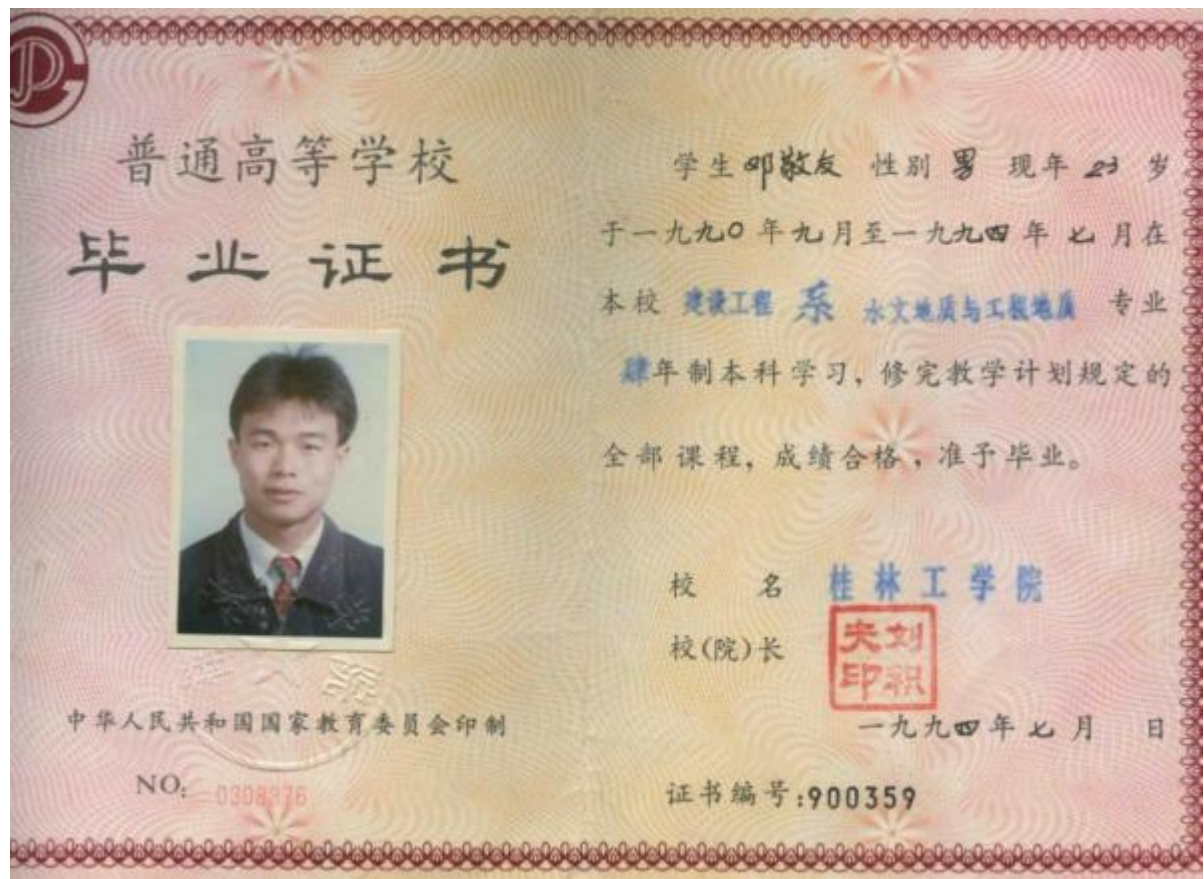 普通高等学校
毕业证书
中华人民共和国国家教育委员会印制
NO: 0308376
学生邓敬友 性别 男 现年 23 岁
于一九九0年九月至一九九四年七月在
本校 建设工程 系 水文地质与工程地质 专业
肆年制本科学习，修完教学计划规定的
全部课程，成绩合格，准予毕业。
校 名 桂林工学院
校(院)长
刘积夫印
一九九四年七月 日
证书编号:900359